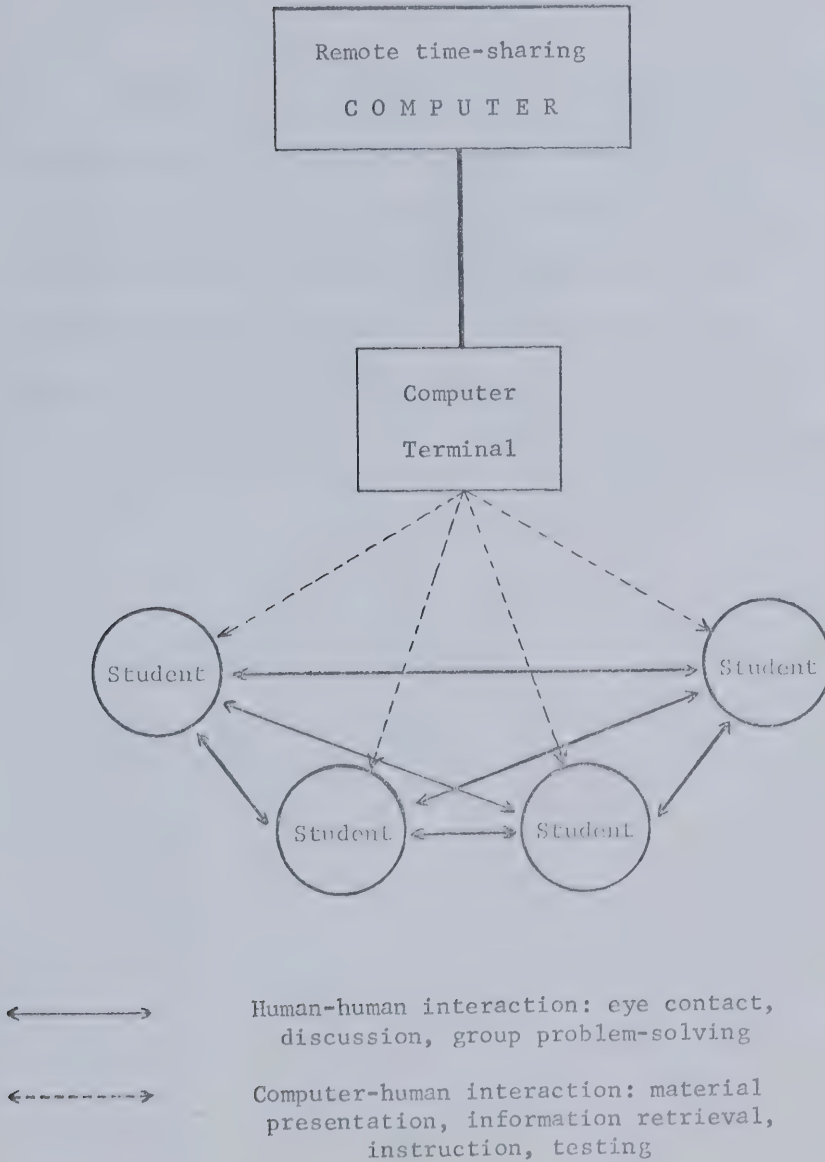 Remote time-sharing
C O M P U T E R
Computer
Terminal
Student
Student
Student
Student
Human-human interaction: eye contact,
discussion, group problem-solving
Computer-human interaction: material
presentation, information retrieval,
instruction, testing